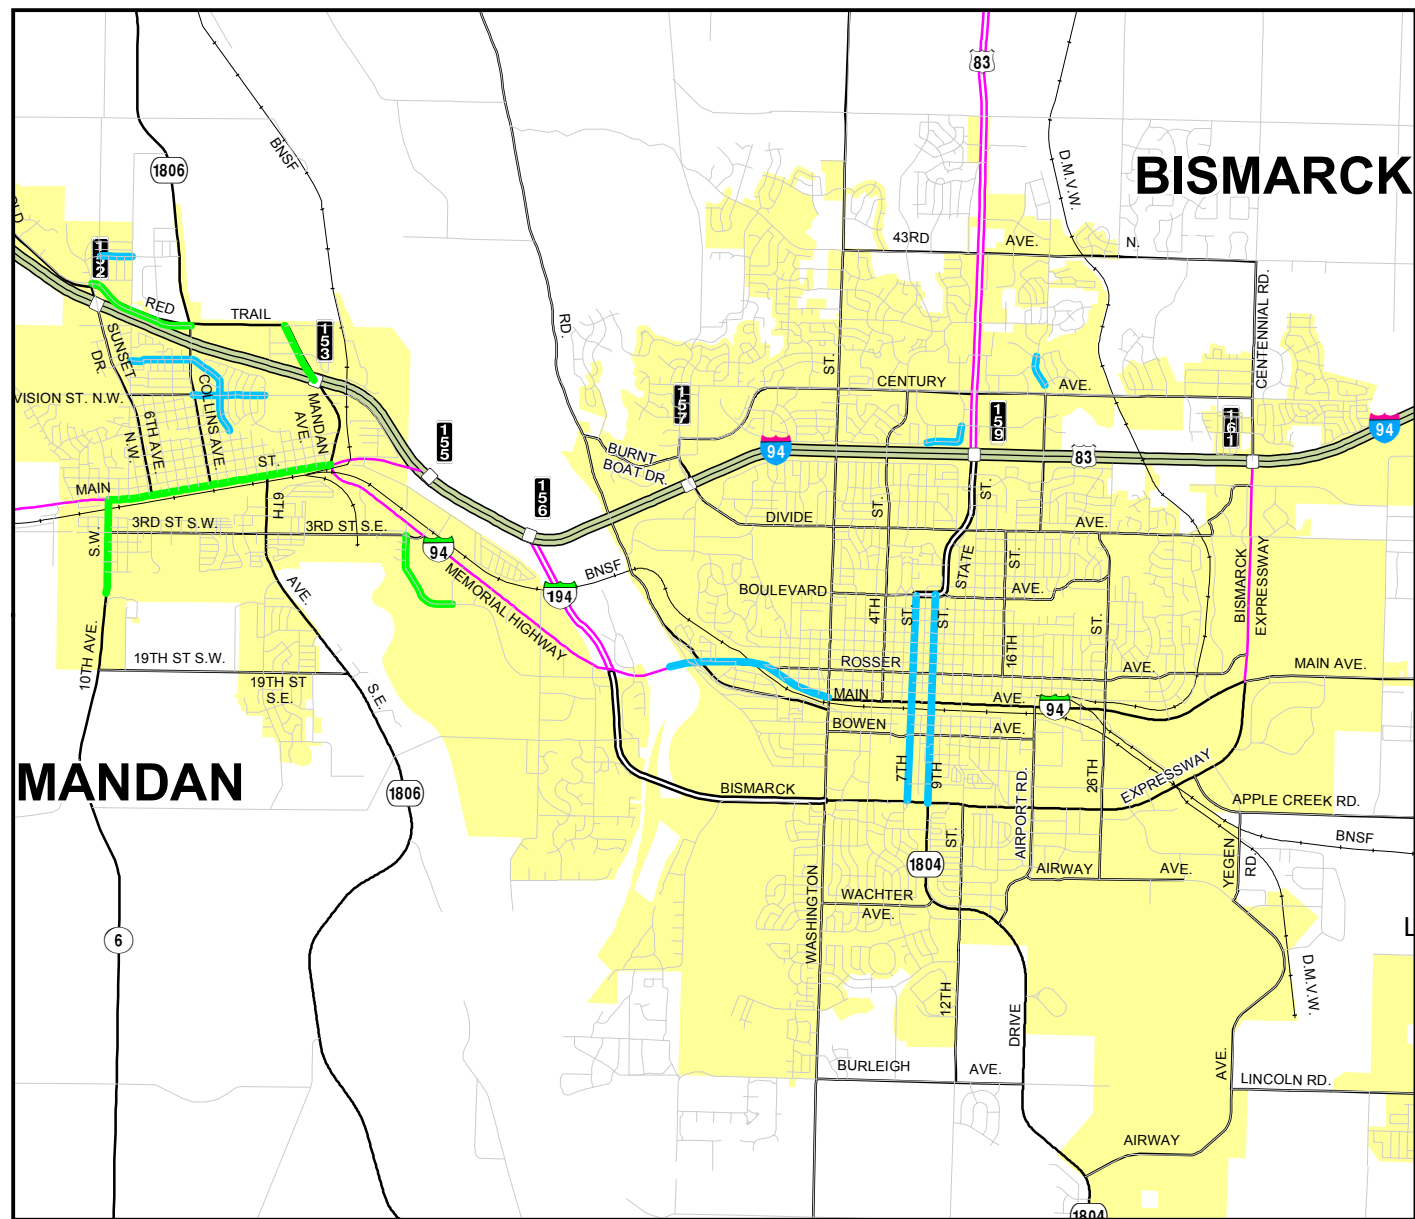 83
BISMARCK
BNSF
1806
D.M.V.W.
43RD
AVE.
N.
152
RED
TRAIL
153
RD.
CENTENNIAL RD.
SUNSET
DR.
ST.
CENTURY
AVE.
VISION ST. N.W.
COLLINS AVE.
MANDAN
AVE.
6TH AVE.
N.W.
157
159
161
94
155
94
83
BURNT
BOAT DR.
ST.
MAIN
156
ST.
ST.
3RD ST S.W.
9TH
3RD ST S.E.
DIVIDE
AVE.
S.W.
94
STATE
ST.
BISMARCK
EXPRESSWAY
BNSF
MEMORIAL HIGHWAY
194
BOULEVARD
AVE.
AVE.
4TH
ST.
ST.
16TH
ST.
10TH AVE.
19TH ST S.W.
19TH ST
S.E.
S.E.
ROSSER
AVE.
MAIN AVE.
MAIN
AVE.
94
BOWEN
AVE.
MANDAN
1806
BISMARCK
7TH
9TH
AIRPORT RD.
26TH
EXPRESSWAY
APPLE CREEK RD.
BNSF
ST.
1804
YEGEN
RD.
AIRWAY
AVE.
WASHINGTON
WACHTER
AVE.
6
L
12TH
DRIVE
D.M.V.W.
BURLEIGH
AVE.
AVE.
LINCOLN RD.
AIRWAY
1804